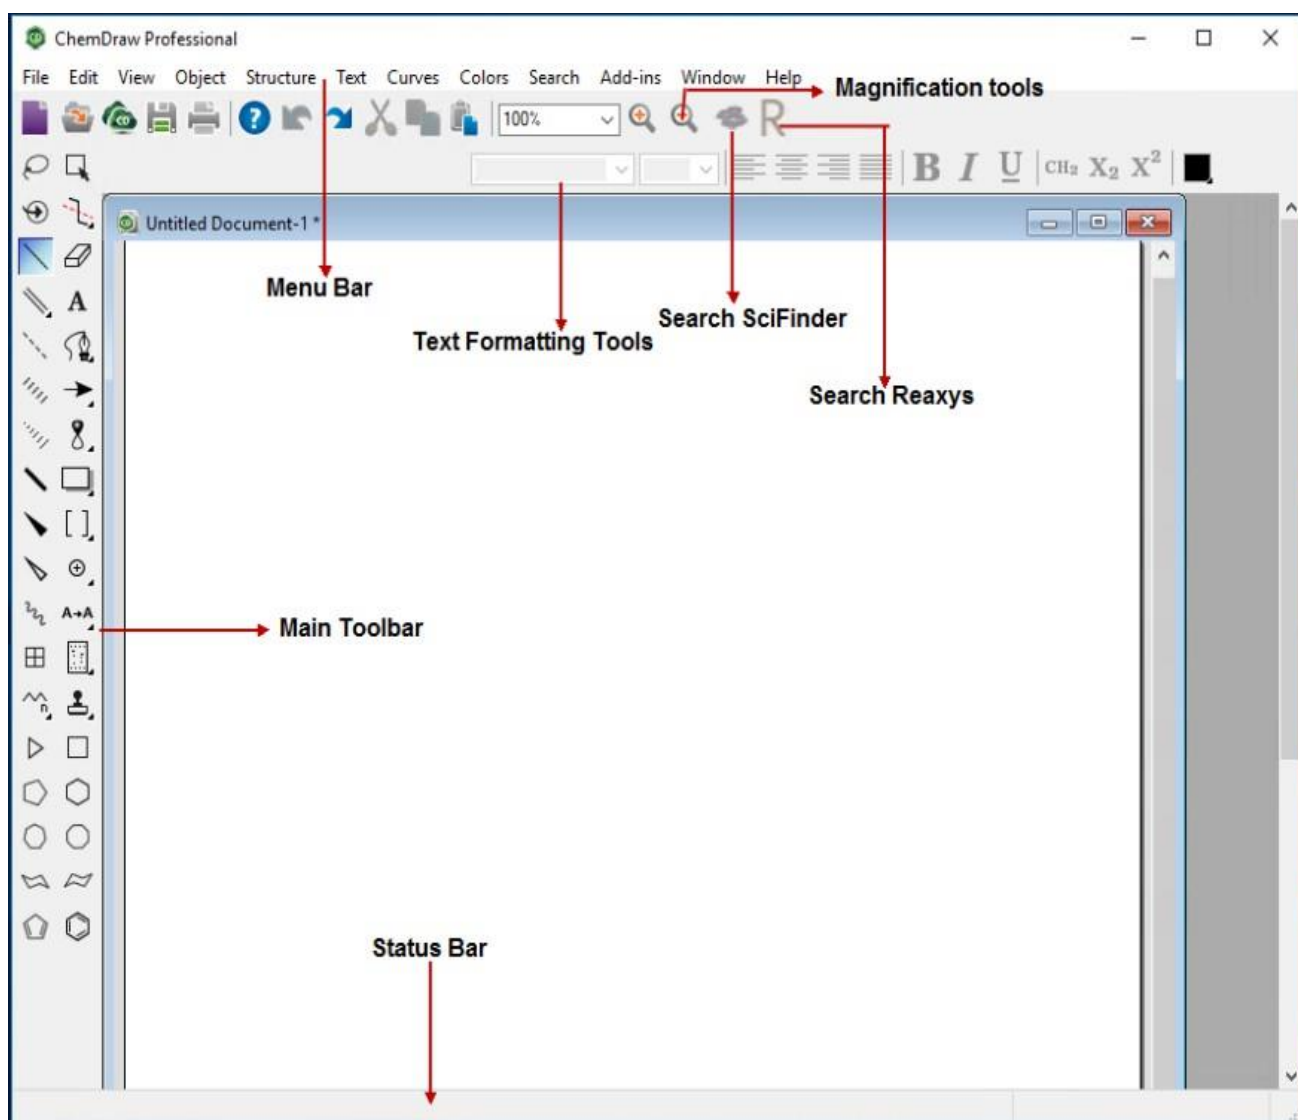 ChemDraw Professional
File Edit View Object Structure Text Curves Colors Search Add-ins Window Help
Magnification tools
CD ? 100% R
B I U CH₂ X₂ X²
Untitled Document-1 *
A
Menu Bar
Search SciFinder
Text Formatting Tools
Search Reaxys
A→A
Main Toolbar
n
Status Bar